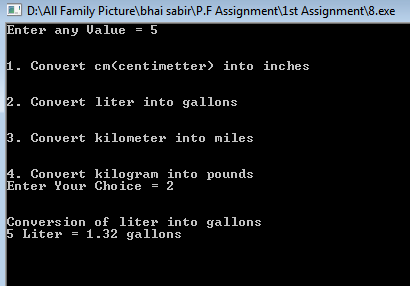 D:\All Family Picture\bhai sabir\P.F Assignment\1st Assignment\8.exe
Enter any Value = 5
1. Convert cm(centimetter) into inches
2. Convert liter into gallons
3. Convert kilometer into miles
4. Convert kilogram into pounds
Enter Your Choice = 2
Conversion of liter into gallons
5 Liter = 1.32 gallons